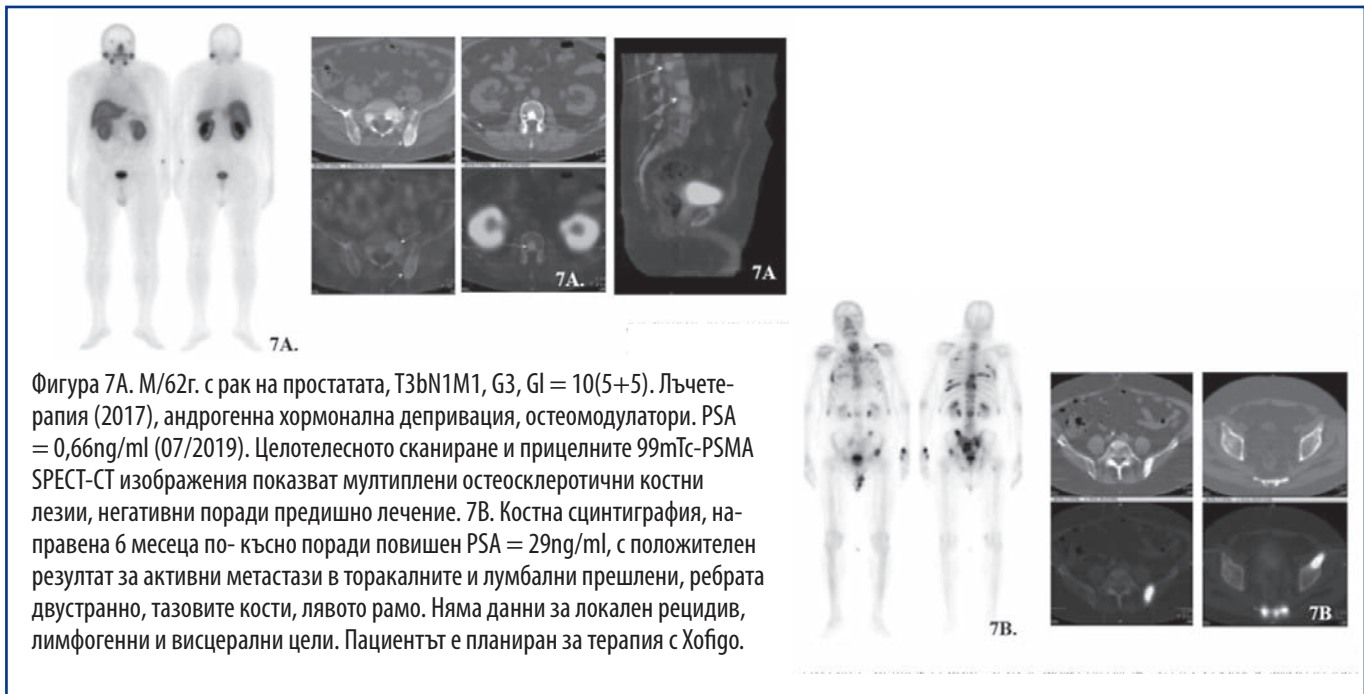 7A.
7A.
7A
Фигура 7А. М/62г. с рак на простатата, T3bN1M1, G3, Gl = 10(5+5). Лъчете-
рапия (2017), андрогенна хормонална депривация, остеомодулатори. PSA
= 0,66ng/ml (07/2019). Целотелесното сканиране и прицелните 99mTc-PSMA
SPECT-CT изображения показват мултиплени остеосклеротични костни
лезии, негативни поради предишно лечение. 7В. Костна сцинтиграфия, на-
правена 6 месеца по- късно поради повишен PSA = 29ng/ml, с положителен
резултат за активни метастази в торакалните и лумбални прешлени, ребрата
двустранно, тазовите кости, лявото рамо. Няма данни за локален рецидив,
лимфогенни и висцерални цели. Пациентът е планиран за терапия с Xofigo.
7B.
7B